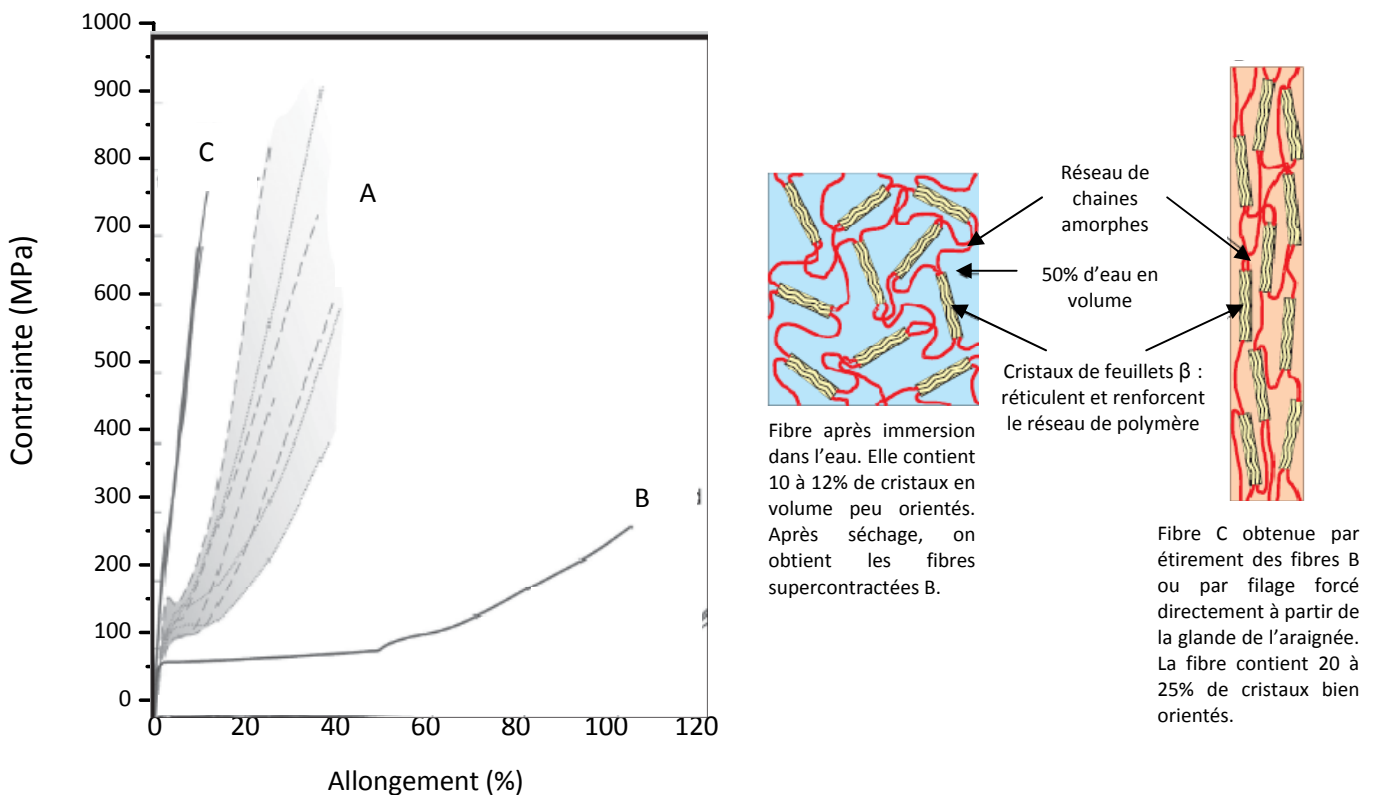 Contrainte (MPa)
1000
900
800
700
600
500
400
300
200
100
0
C
A
B
0
20
40
60
80
100
120
Allongement (%)
Réseau de
chaines
amorphes
50% d’eau en
volume
Cristaux de feuillets β :
réticulent et renforcent
le réseau de polymère
Fibre après immersion
dans l’eau. Elle contient
10 à 12% de cristaux en
volume peu orientés.
Après séchage, on
obtient les fibres
supercontractées B.
Fibre C obtenue par
étirement des fibres B
ou par filage forcé
directement à partir de
la glande de l’araignée.
La fibre contient 20 à
25% de cristaux bien
orientés.